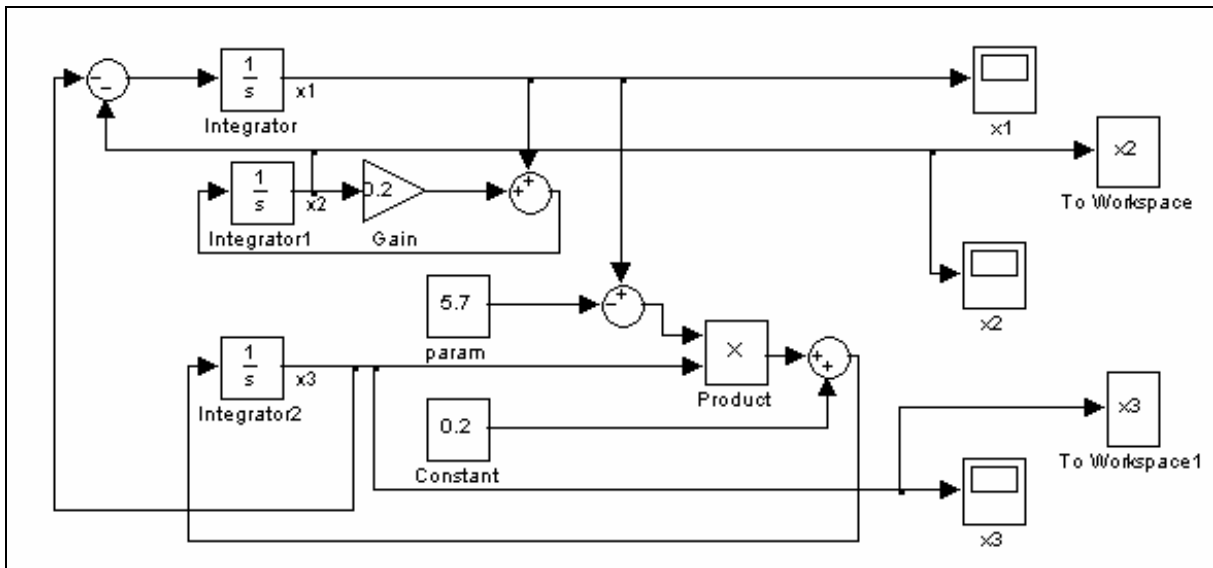 1
s
x1
Integrator
x1
x2
To Workspace
1
s
x2
Integrator1
0.2
Gain
+
+
-
-
x2
5.7
param
+
-
1
s
x3
Integrator2
×
Product
+
+
0.2
Constant
x3
To Workspace1
x3